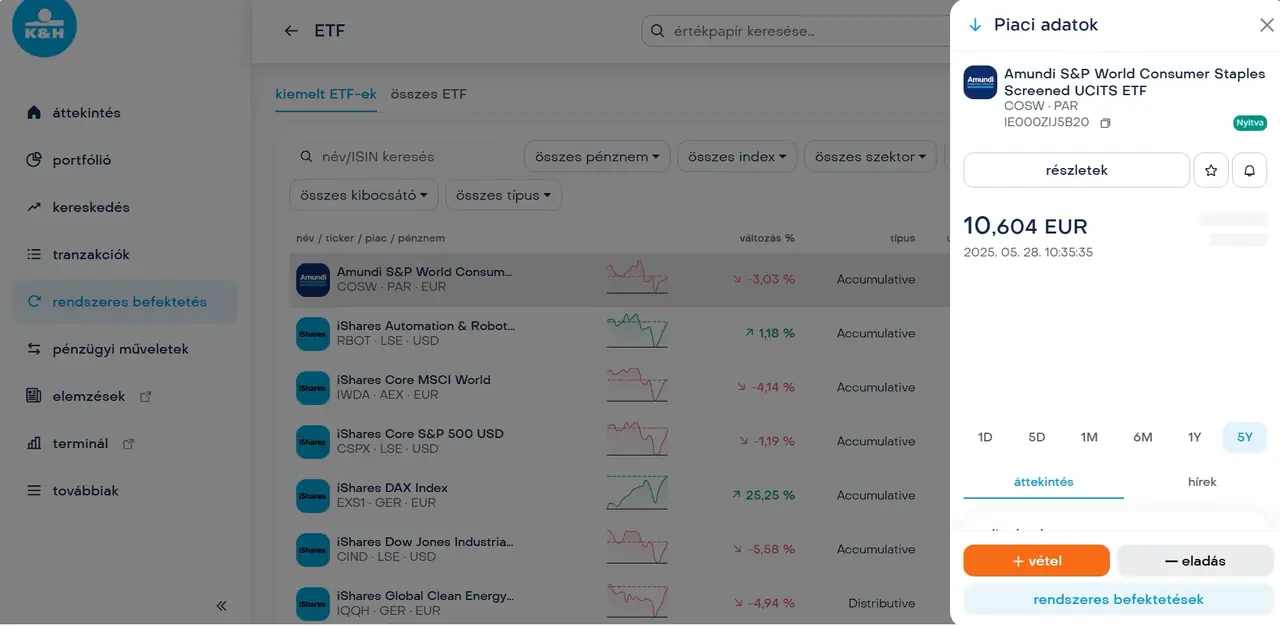 K&H
áttekintés
portfólió
kereskedés
tranzakciók
rendszeres befektetés
pénzügyi műveletek
elemzések
terminál
továbbiak
ETF
értékpapír keresése...
kiemelt ETF-ek összes ETF
név/ISIN keresés összes pénznem összes index összes szektor
összes kibocsátó összes típus
név / ticker / piac / pénznem változás % típus
Amundi
Amundi S&P World Consum...
COSW · PAR · EUR
-3,03 % Accumulative
iShares
iShares Automation & Robot...
RBOT · LSE · USD
1,18 % Accumulative
iShares
iShares Core MSCI World
IWDA · AEX · EUR
-4,14 % Accumulative
iShares
iShares Core S&P 500 USD
CSPX · LSE · USD
-1,19 % Accumulative
iShares
iShares DAX Index
EXS1 · GER · EUR
25,25 % Accumulative
iShares
iShares Dow Jones Industria...
CIND · LSE · USD
-5,58 % Accumulative
iShares
iShares Global Clean Energy...
IQQH · GER · EUR
-4,94 % Distributive
Piaci adatok
Amundi
Amundi S&P World Consumer Staples
Screened UCITS ETF
COSW · PAR
IE000ZIJ5B20
Nyitva
részletek
10,604 EUR
2025. 05. 28. 10:35:35
1D 5D 1M 6M 1Y 5Y
áttekintés hírek
+ vétel — eladás
rendszeres befektetések